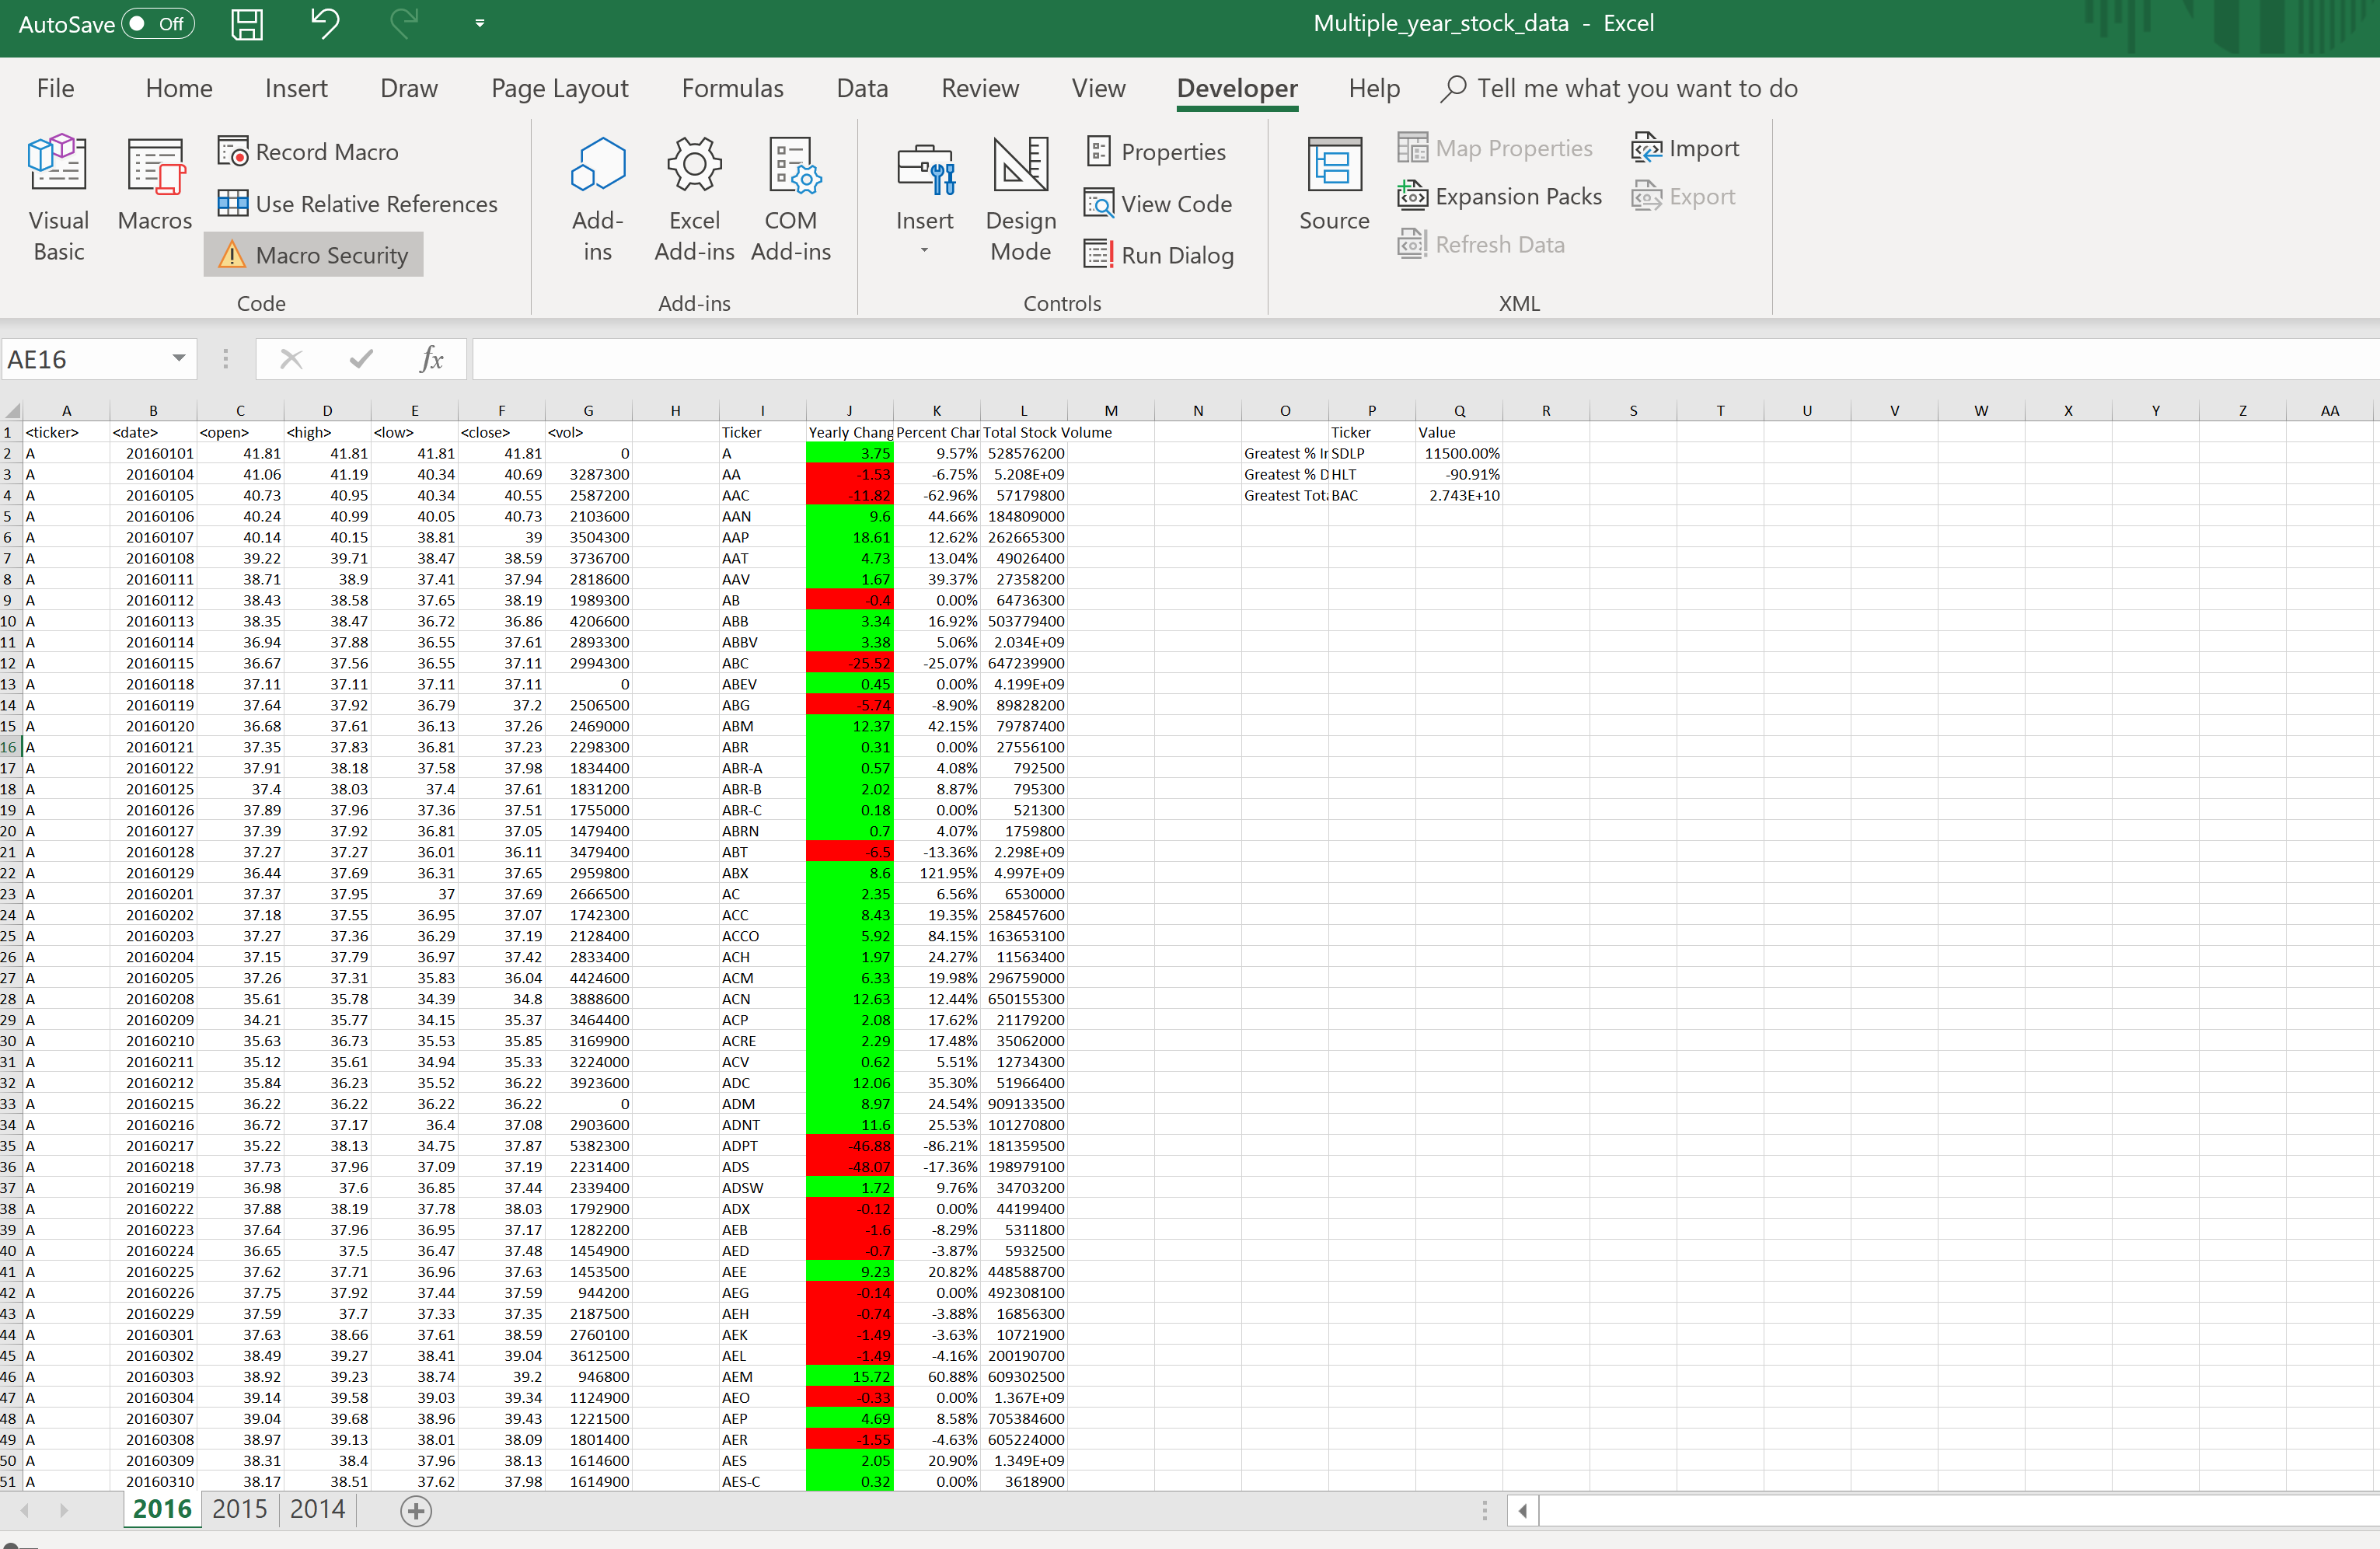 AutoSave Off Multiple_year_stock_data - Excel
File Home Insert Draw Page Layout Formulas Data Review View Developer Help Tell me what you want to do
Visual Basic Macros Record Macro Use Relative References Macro Security
Add-ins Excel Add-ins COM Add-ins
Insert Design Mode Properties View Code Run Dialog
Source Map Properties Expansion Packs Refresh Data Import Export
Code Add-ins Controls XML
AE16 fx
A B C D E F G H I J K L M N O P Q R S T U V W X Y Z AA
1 <ticker> <date> <open> <high> <low> <close> <vol> Ticker Yearly Chang Percent Char Total Stock Volume Ticker Value
2 A 20160101 41.81 41.81 41.81 41.81 0 A 3.75 9.57% 528576200 Greatest % Ir SDLP 11500.00%
3 A 20160104 41.06 41.19 40.34 40.69 3287300 AA -1.53 -6.75% 5.208E+09 Greatest % D HLT -90.91%
4 A 20160105 40.73 40.95 40.34 40.55 2587200 AAC -11.82 -62.96% 57179800 Greatest Tot: BAC 2.743E+10
5 A 20160106 40.24 40.99 40.05 40.73 2103600 AAN 9.6 44.66% 184809000
6 A 20160107 40.14 40.15 38.81 39 3504300 AAP 18.61 12.62% 262665300
7 A 20160108 39.22 39.71 38.47 38.59 3736700 AAT 4.73 13.04% 49026400
8 A 20160111 38.71 38.9 37.41 37.94 2818600 AAV 1.67 39.37% 27358200
9 A 20160112 38.43 38.58 37.65 38.19 1989300 AB -0.4 0.00% 64736300
10 A 20160113 38.35 38.47 36.72 36.86 4206600 ABB 3.34 16.92% 503779400
11 A 20160114 36.94 37.88 36.55 37.61 2893300 ABBV 3.38 5.06% 2.034E+09
12 A 20160115 36.67 37.56 36.55 37.11 2994300 ABC -25.52 -25.07% 647239900
13 A 20160118 37.11 37.11 37.11 37.11 0 ABEV 0.45 0.00% 4.199E+09
14 A 20160119 37.64 37.92 36.79 37.2 2506500 ABG -5.74 -8.90% 89828200
15 A 20160120 36.68 37.61 36.13 37.26 2469000 ABM 12.37 42.15% 79787400
16 A 20160121 37.35 37.83 36.81 37.23 2298300 ABR 0.31 0.00% 27556100
17 A 20160122 37.91 38.18 37.58 37.98 1834400 ABR-A 0.57 4.08% 792500
18 A 20160125 37.4 38.03 37.4 37.61 1831200 ABR-B 2.02 8.87% 795300
19 A 20160126 37.89 37.96 37.36 37.51 1755000 ABR-C 0.18 0.00% 521300
20 A 20160127 37.39 37.92 36.81 37.05 1479400 ABRN 0.7 4.07% 1759800
21 A 20160128 37.27 37.27 36.01 36.11 3479400 ABT -6.5 -13.36% 2.298E+09
22 A 20160129 36.44 37.69 36.31 37.65 2959800 ABX 8.6 121.95% 4.997E+09
23 A 20160201 37.37 37.95 37 37.69 2666500 AC 2.35 6.56% 6530000
24 A 20160202 37.18 37.55 36.95 37.07 1742300 ACC 8.43 19.35% 258457600
25 A 20160203 37.27 37.36 36.29 37.19 2128400 ACCO 5.92 84.15% 163653100
26 A 20160204 37.15 37.79 36.97 37.42 2833400 ACH 1.97 24.27% 11563400
27 A 20160205 37.26 37.31 35.83 36.04 4424600 ACM 6.33 19.98% 296759000
28 A 20160208 35.61 35.78 34.39 34.8 3888600 ACN 12.63 12.44% 650155300
29 A 20160209 34.21 35.77 34.15 35.37 3464400 ACP 2.08 17.62% 21179200
30 A 20160210 35.63 36.73 35.53 35.85 3169900 ACRE 2.29 17.48% 35062000
31 A 20160211 35.12 35.61 34.94 35.33 3224000 ACV 0.62 5.51% 12734300
32 A 20160212 35.84 36.23 35.52 36.22 3923600 ADC 12.06 35.30% 51966400
33 A 20160215 36.22 36.22 36.22 36.22 0 ADM 8.97 24.54% 909133500
34 A 20160216 36.72 37.17 36.4 37.08 2903600 ADNT 11.6 25.53% 101270800
35 A 20160217 35.22 38.13 34.75 37.87 5382300 ADPT -46.88 -86.21% 181359500
36 A 20160218 37.73 37.96 37.09 37.19 2231400 ADS -48.07 -17.36% 198979100
37 A 20160219 36.98 37.6 36.85 37.44 2339400 ADSW 1.72 9.76% 34703200
38 A 20160222 37.88 38.19 37.78 38.03 1792900 ADX -0.12 0.00% 44199400
39 A 20160223 37.64 37.96 36.95 37.17 1282200 AEB -1.6 -8.29% 5311800
40 A 20160224 36.65 37.5 36.47 37.48 1454900 AED -0.7 -3.87% 5932500
41 A 20160225 37.62 37.71 36.96 37.63 1453500 AEE 9.23 20.82% 448588700
42 A 20160226 37.75 37.92 37.44 37.59 944200 AEG -0.14 0.00% 492308100
43 A 20160229 37.59 37.7 37.33 37.35 2187500 AEH -0.74 -3.88% 16856300
44 A 20160301 37.63 38.66 37.61 38.59 2760100 AEK -1.49 -3.63% 10721900
45 A 20160302 38.49 39.27 38.41 39.04 3612500 AEL -1.49 -4.16% 200190700
46 A 20160303 38.92 39.23 38.74 39.2 946800 AEM 15.72 60.88% 609302500
47 A 20160304 39.14 39.58 39.03 39.34 1124900 AEO -0.33 0.00% 1.367E+09
48 A 20160307 39.04 39.68 38.96 39.43 1221500 AEP 4.69 8.58% 705384600
49 A 20160308 38.97 39.13 38.01 38.09 1801400 AER -1.55 -4.63% 605224000
50 A 20160309 38.31 38.4 37.96 38.13 1614600 AES 2.05 20.90% 1.349E+09
51 A 20160310 38.17 38.51 37.62 37.98 1614900 AES-C 0.32 0.00% 3618900
2016 2015 2014